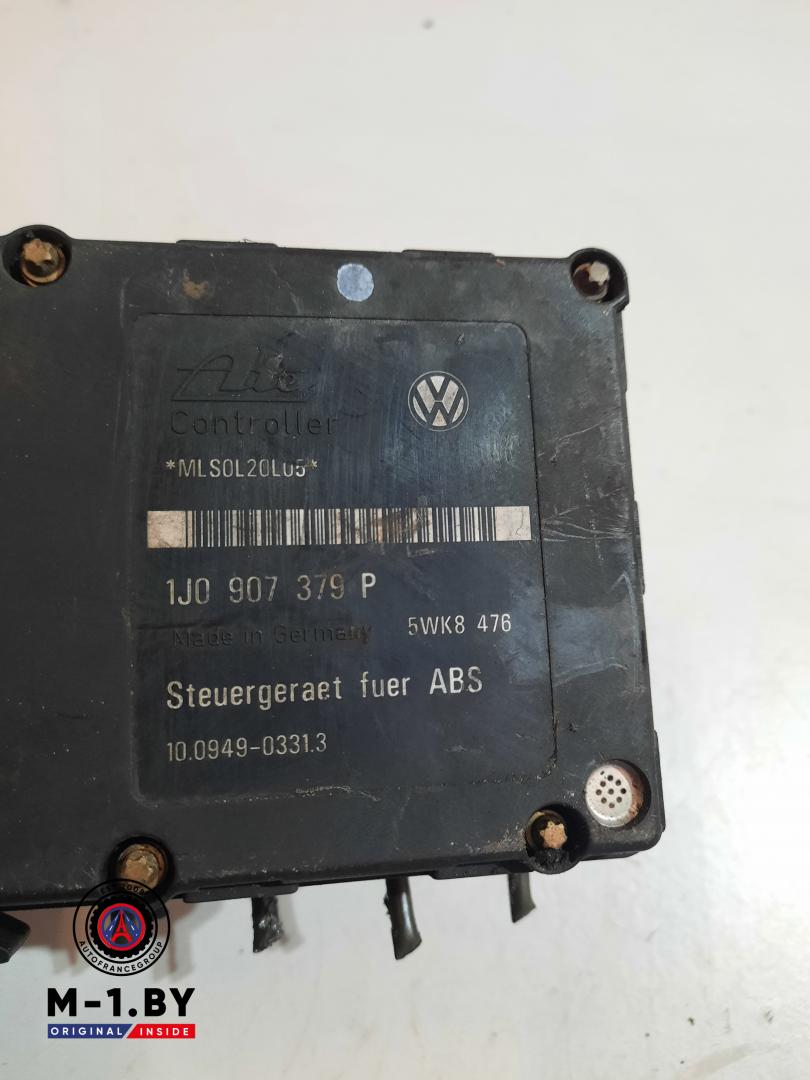 Ate
Controller
*MLS0L20L05*
1J0 907 379 P
Made in Germany
5WK8 476
Steuergeraet fuer ABS
10.0949-0331.3
AUTOFRANCEGROUP
M-1.BY
ORIGINAL INSIDE